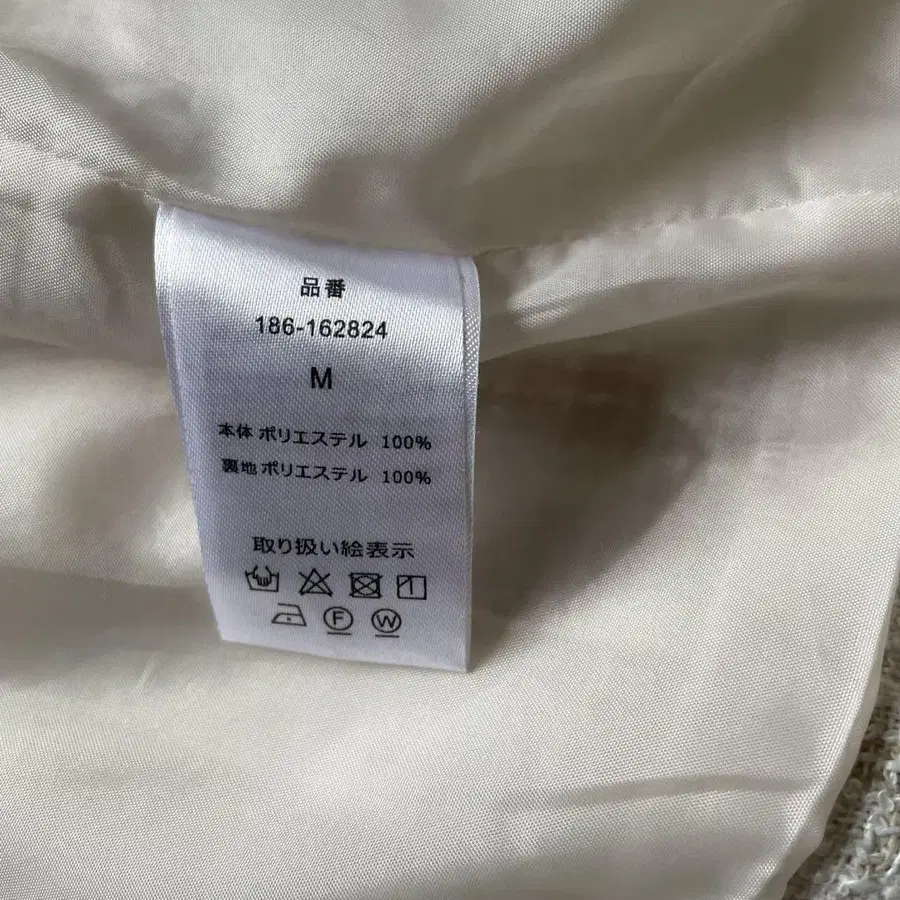 品番
186-162824
M
本体 ポリエステル 100%
裏地 ポリエステル 100%
取り扱い絵表示
F W